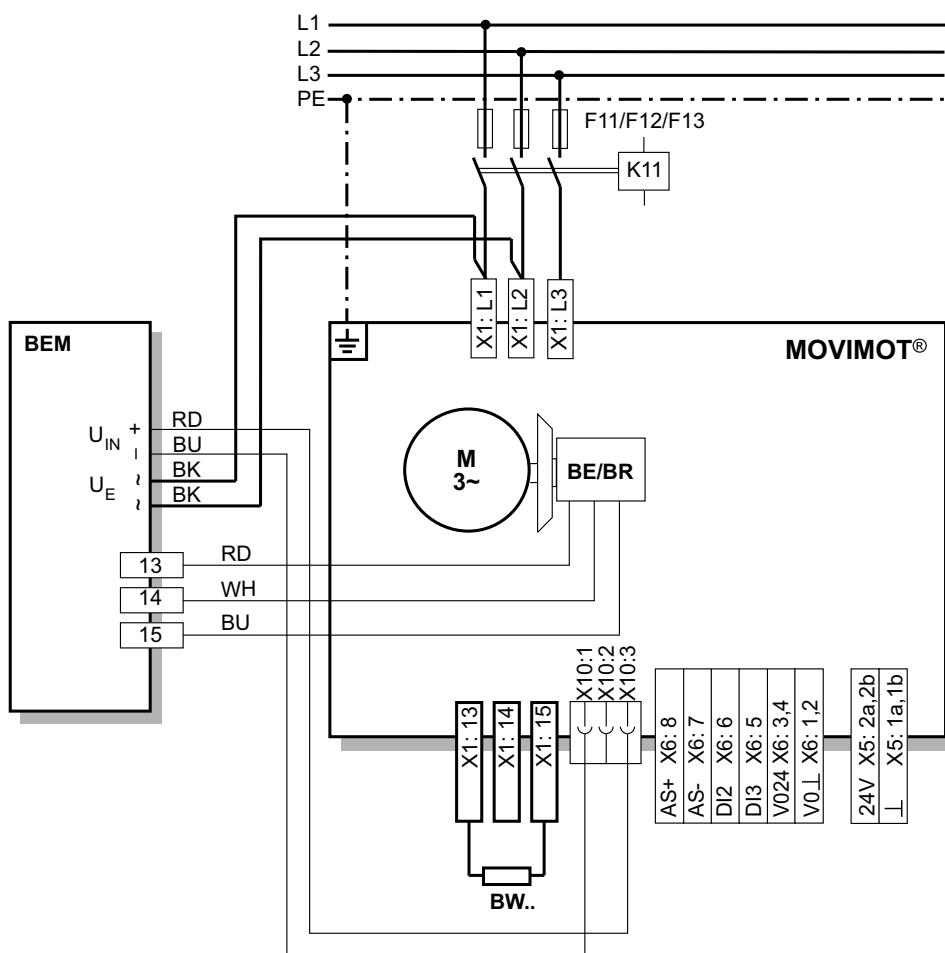 L1
L2
L3
PE
F11/F12/F13
K11
X1: L1
X1: L2
X1: L3
BEM
MOVIMOT®
UIN + RD
– BU
UE ~ BK
~ BK
M
3~
BE/BR
13 RD
14 WH
15 BU
X10:1
X10:2
X10:3
X1: 13
X1: 14
X1: 15
AS+ X6: 8
AS- X6: 7
DI2 X6: 6
DI3 X6: 5
V024 X6: 3,4
V0⊥ X6: 1,2
24V X5: 2a,2b
⊥ X5: 1a,1b
BW..